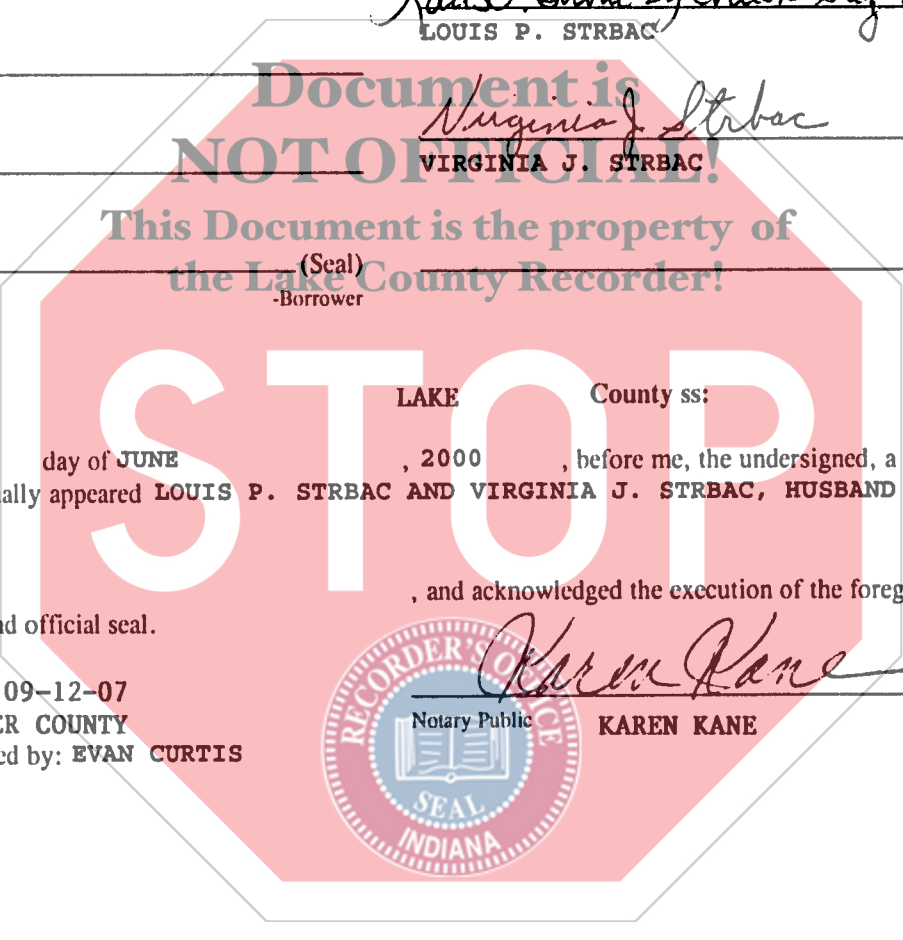 LOUIS P. STRBAC
Document is
Virginia J Strbac
NOT OFFICIAL!
VIRGINIA J. STRBAC
This Document is the property of
(Seal)
the Lake County Recorder!
-Borrower
STOP
LAKE County ss:
day of JUNE , 2000 , before me, the undersigned, a
ally appeared LOUIS P. STRBAC AND VIRGINIA J. STRBAC, HUSBAND
, and acknowledged the execution of the foreg
nd official seal.
Karen Kane
09-12-07
Notary Public KAREN KANE
ER COUNTY
ed by: EVAN CURTIS
RECORDER'S OFFICE
SEAL
INDIANA